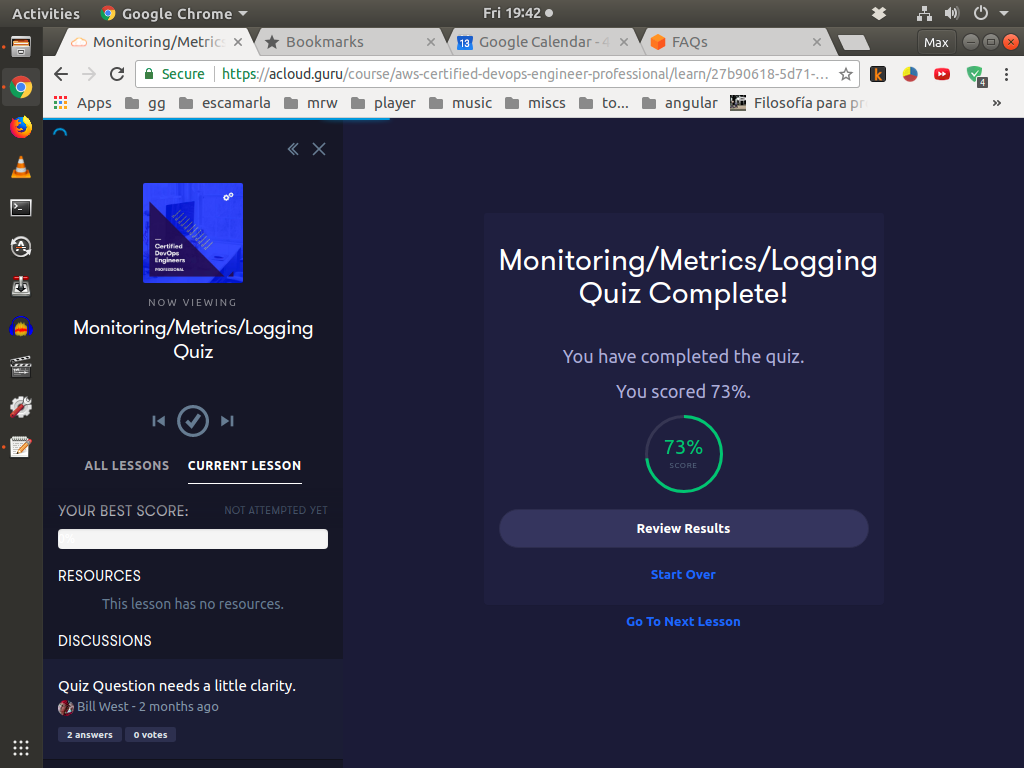 Activities Google Chrome Fri 19:42
Monitoring/Metrics Bookmarks Google Calendar - 4 FAQs Max
Secure https://acloud.guru/course/aws-certified-devops-engineer-professional/learn/27b90618-5d71-...
4
Apps gg escamarla mrw player music miscs to... angular Filosofía para pr »
Certified
DevOps
Engineers
PROFESSIONAL
NOW VIEWING
Monitoring/Metrics/Logging
Quiz
ALL LESSONS CURRENT LESSON
YOUR BEST SCORE: NOT ATTEMPTED YET
RESOURCES
This lesson has no resources.
DISCUSSIONS
Quiz Question needs a little clarity.
Bill West - 2 months ago
2 answers 0 votes
Monitoring/Metrics/Logging
Quiz Complete!
You have completed the quiz.
You scored 73%.
73%
SCORE
Review Results
Start Over
Go To Next Lesson